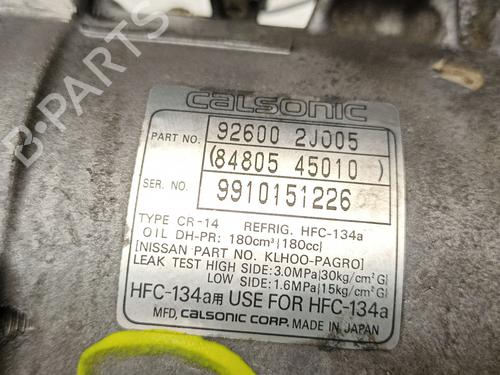 B-PARTS
calsonic
PART NO. 92600 2J005
(84805 45010)
SER. NO. 9910151226
TYPE CR-14 REFRIG. HFC-134a
OIL DH-PR: 180cm³(180cc)
[NISSAN PART NO. KLH00-PAGR0]
LEAK TEST HIGH SIDE: 3.0MPa(30kg/cm²G)
LOW SIDE: 1.6MPa(15kg/cm²G)
HFC-134a用 USE FOR HFC-134a
MFD. CALSONIC CORP. MADE IN JAPAN